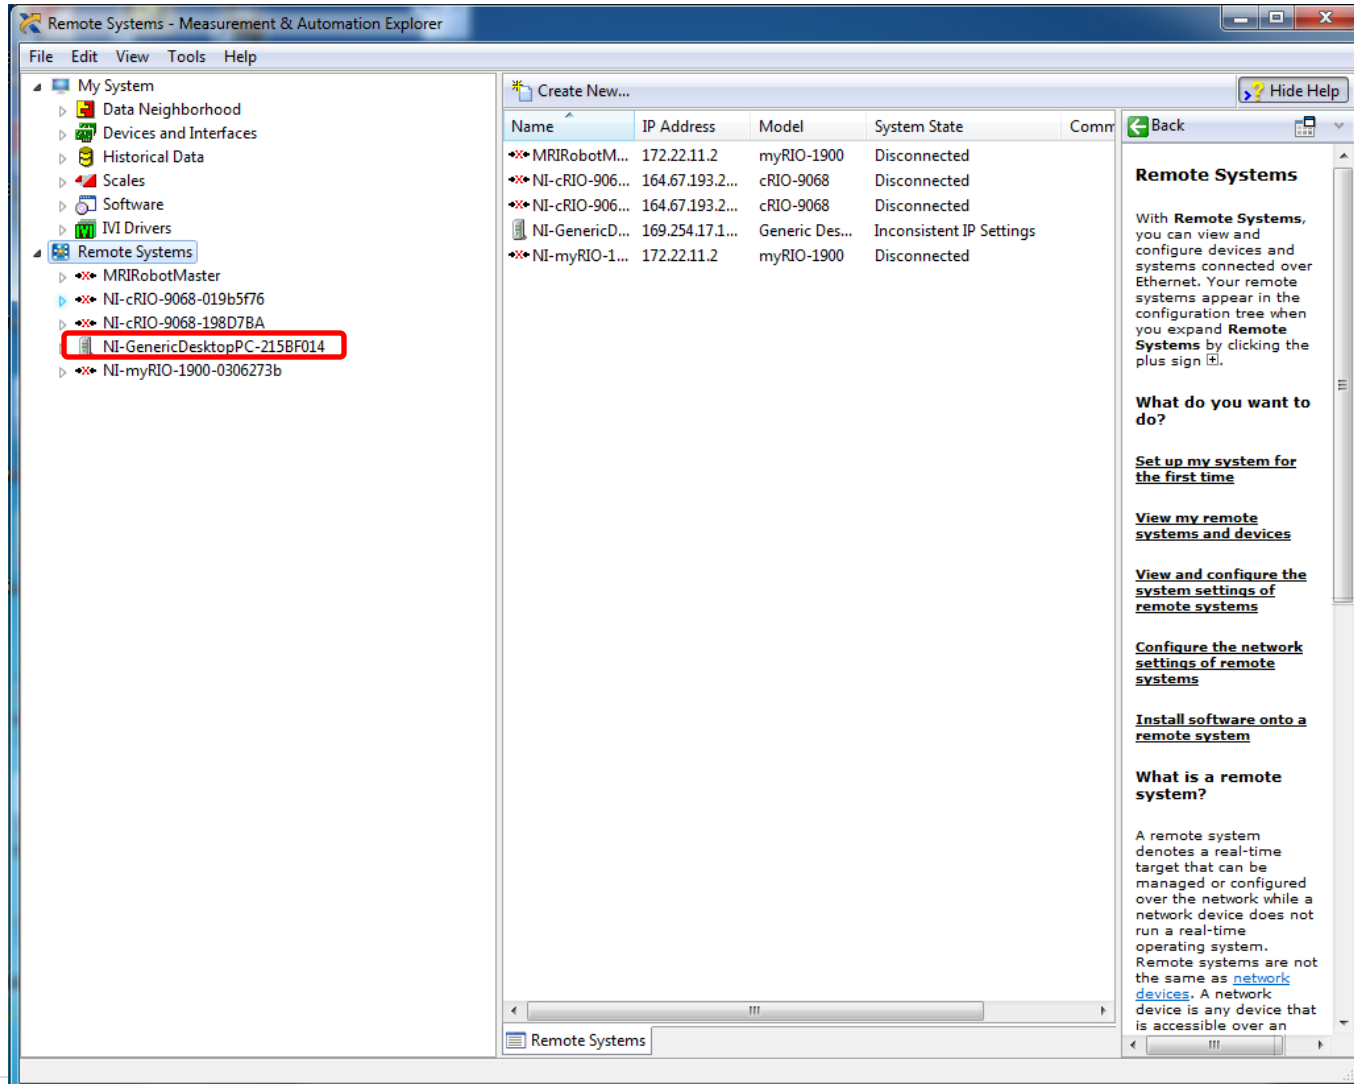 Remote Systems - Measurement & Automation Explorer
File Edit View Tools Help
My System
Data Neighborhood
Devices and Interfaces
Historical Data
Scales
Software
IVI Drivers
Remote Systems
MRIRobotMaster
NI-cRIO-9068-019b5f76
NI-cRIO-9068-198D7BA
NI-GenericDesktopPC-215BF014
NI-myRIO-1900-0306273b
Create New...
Hide Help
Name IP Address Model System State Comm
MRIRobotM... 172.22.11.2 myRIO-1900 Disconnected
NI-cRIO-906... 164.67.193.2... cRIO-9068 Disconnected
NI-cRIO-906... 164.67.193.2... cRIO-9068 Disconnected
NI-GenericD... 169.254.17.1... Generic Des... Inconsistent IP Settings
NI-myRIO-1... 172.22.11.2 myRIO-1900 Disconnected
Remote Systems
Back
Remote Systems
With Remote Systems,
you can view and
configure devices and
systems connected over
Ethernet. Your remote
systems appear in the
configuration tree when
you expand Remote
Systems by clicking the
plus sign +.
What do you want to
do?
Set up my system for
the first time
View my remote
systems and devices
View and configure the
system settings of
remote systems
Configure the network
settings of remote
systems
Install software onto a
remote system
What is a remote
system?
A remote system
denotes a real-time
target that can be
managed or configured
over the network while a
network device does not
run a real-time
operating system.
Remote systems are not
the same as network
devices. A network
device is any device that
is accessible over an